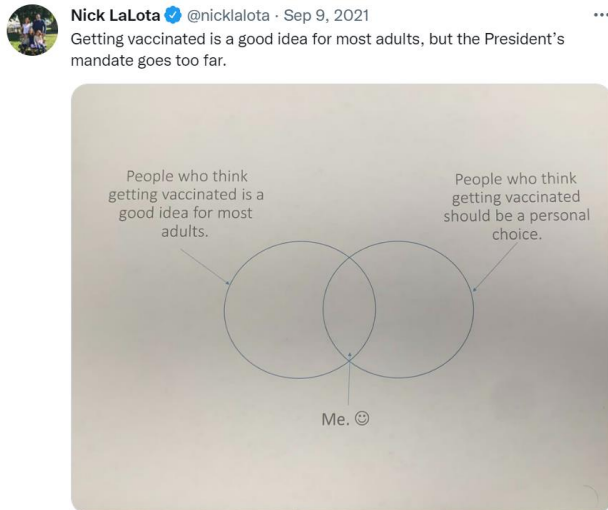 Nick LaLota @nicklalota · Sep 9, 2021
Getting vaccinated is a good idea for most adults, but the President's
mandate goes too far.
People who think
getting vaccinated is a
good idea for most
adults.
People who think
getting vaccinated
should be a personal
choice.
Me. ☺